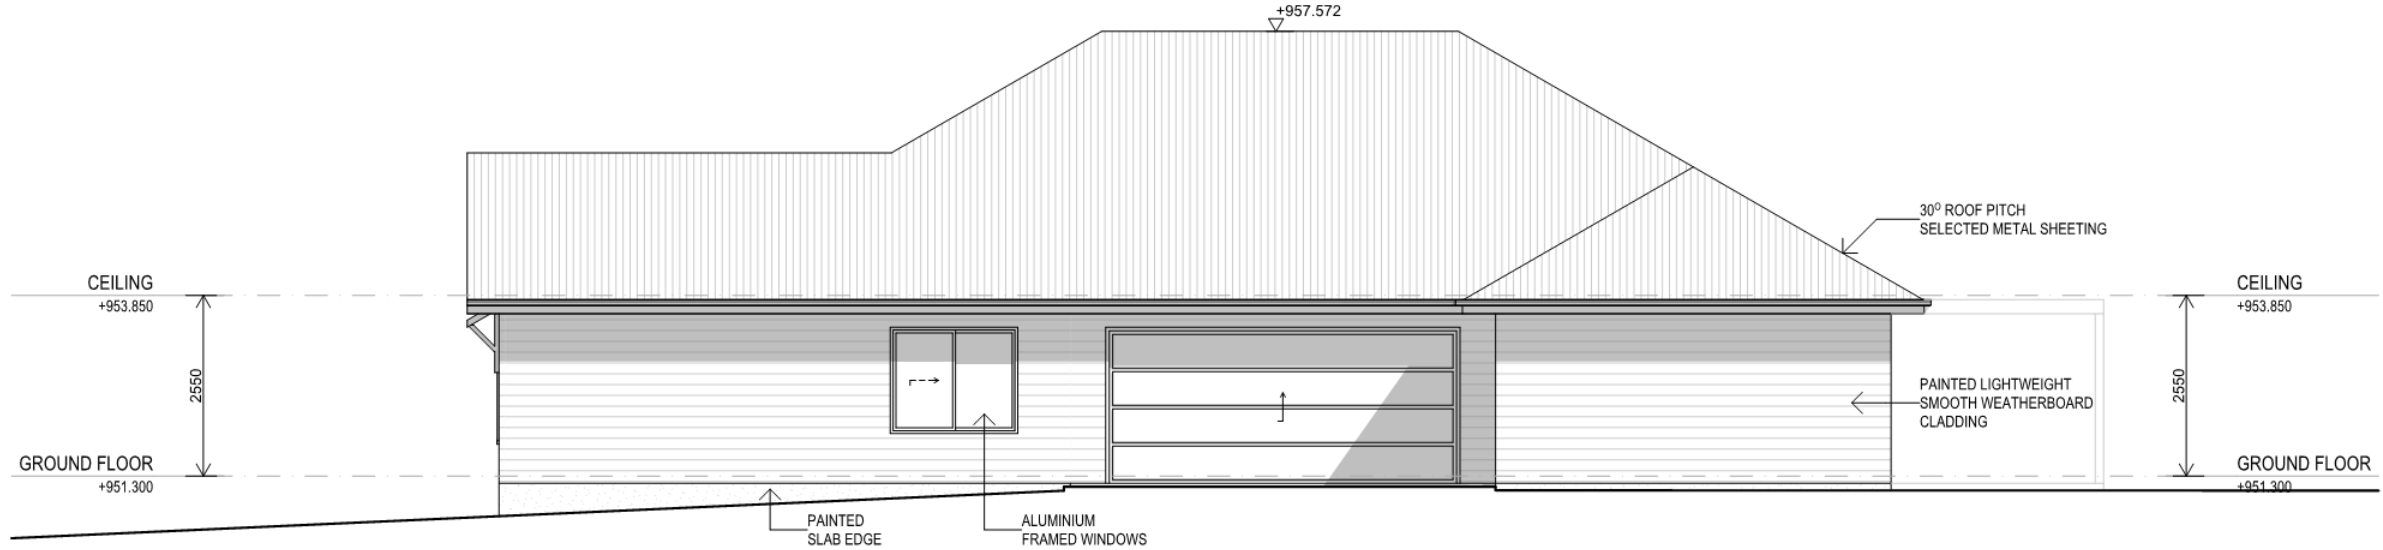 +957.572
30° ROOF PITCH
SELECTED METAL SHEETING
CEILING
+953.850
CEILING
+953.850
2550
2550
PAINTED LIGHTWEIGHT
SMOOTH WEATHERBOARD
CLADDING
GROUND FLOOR
+951.300
GROUND FLOOR
+951.300
PAINTED
SLAB EDGE
ALUMINIUM
FRAMED WINDOWS